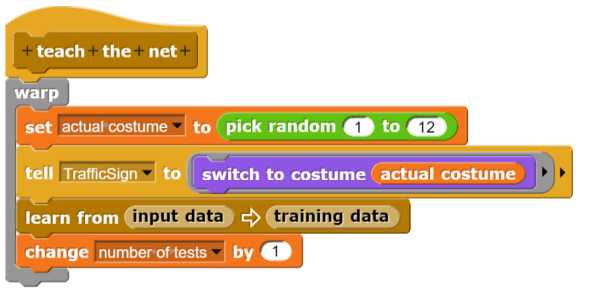 + teach + the + net +
warp
set actual costume to pick random 1 to 12
tell TrafficSign to switch to costume actual costume
learn from input data training data
change number of tests by 1